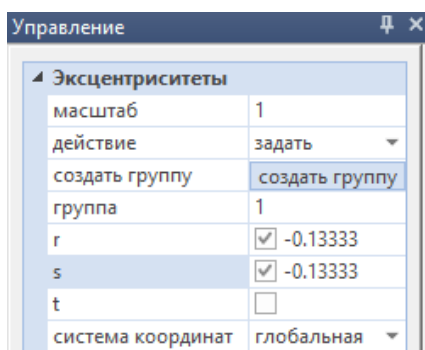 Управление
Эксцентриситеты
масштаб 1
действие задать
создать группу создать группу
группа 1
r -0.13333
s -0.13333
t
система координат глобальная